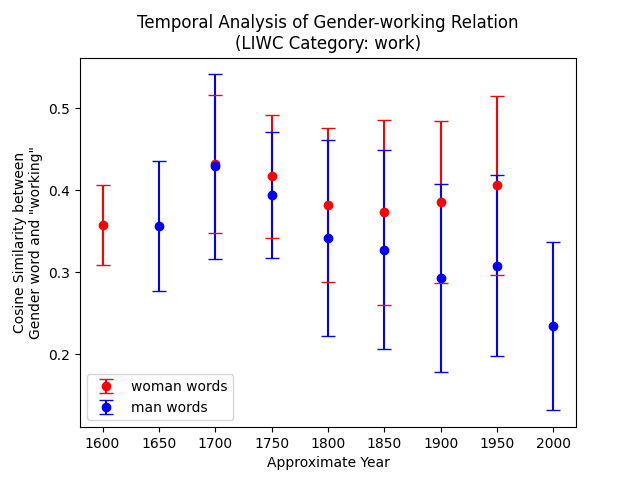 Temporal Analysis of Gender-working Relation
(LIWC Category: work)
Cosine Similarity between
Gender word and "working"
0.5
0.4
0.3
0.2
woman words
man words
1600 1650 1700 1750 1800 1850 1900 1950 2000
Approximate Year